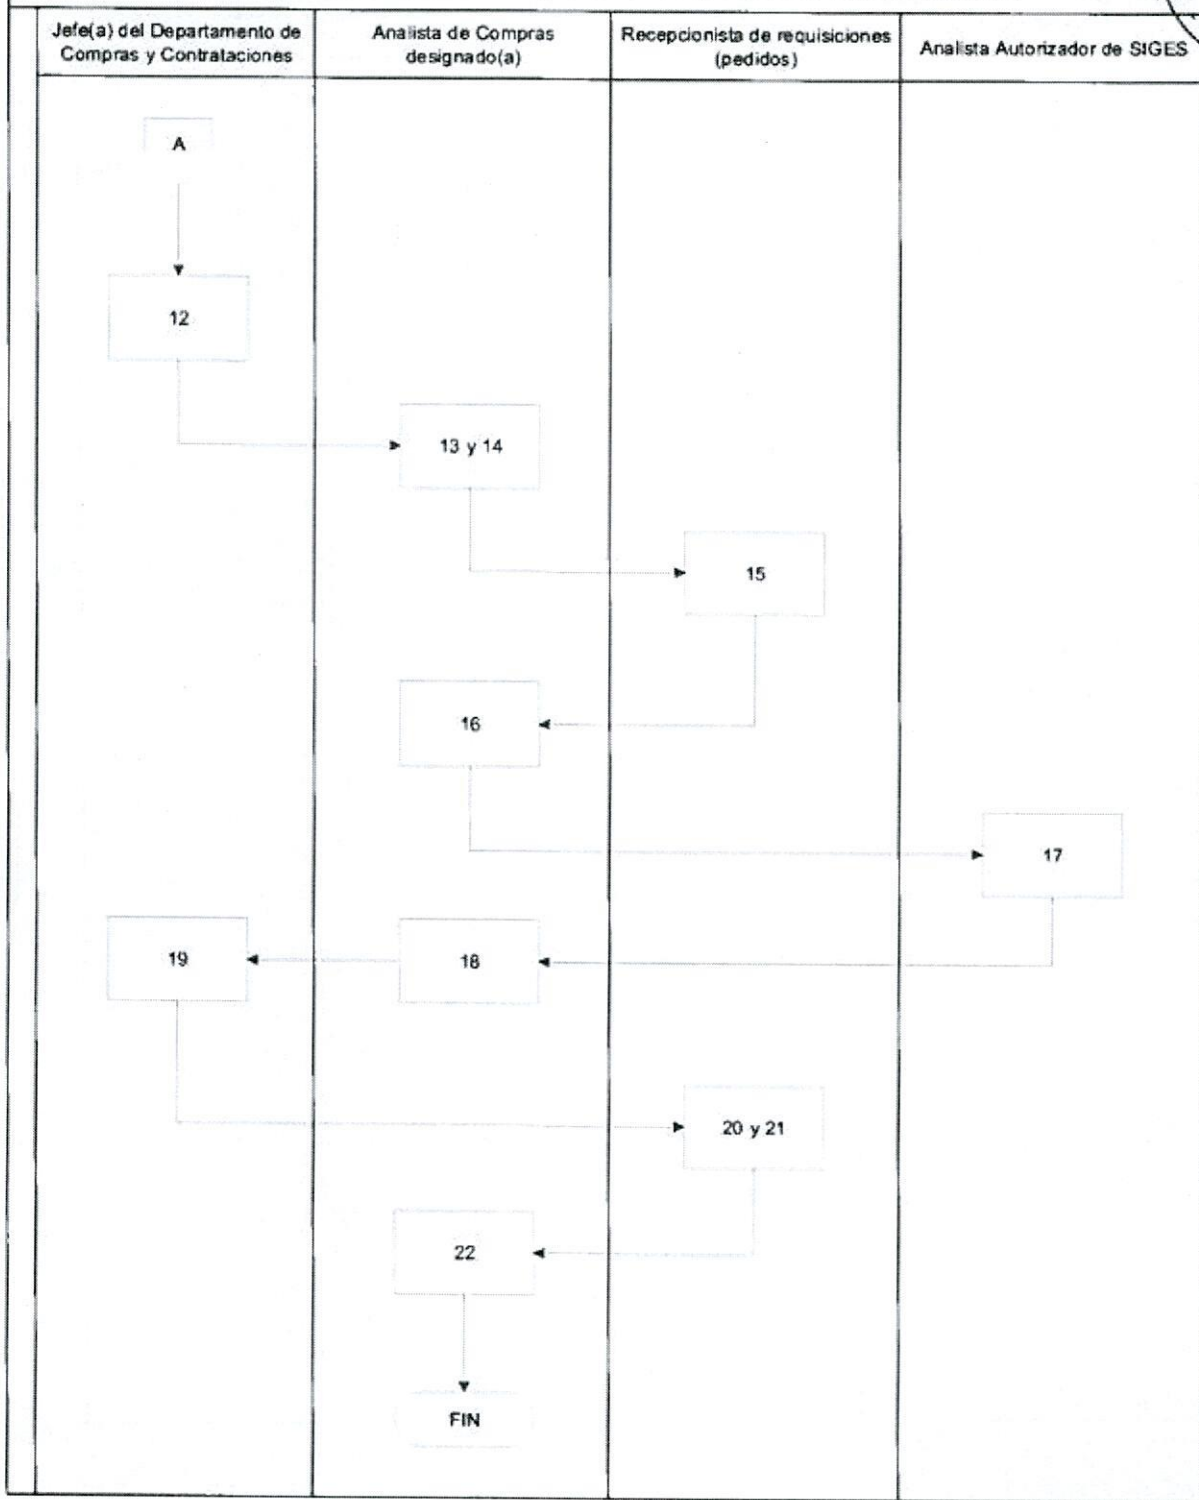 Jefe(a) del Departamento de
Compras y Contrataciones
Analista de Compras
designado(a)
Recepcionista de requisiciones
(pedidos)
Analista Autorizador de SIGES
A
12
13 y 14
15
16
17
19
18
20 y 21
22
FIN